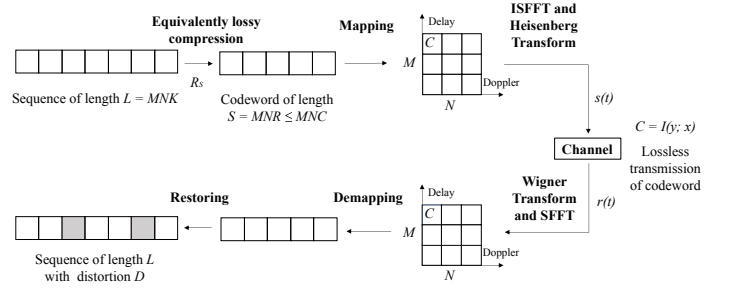 Equivalently lossy
compression
Mapping
Delay
ISFFT and
Heisenberg
Transform
C
M
Doppler
N
Rs
Sequence of length L = MNK
Codeword of length
S = MNR ≤ MNC
s(t)
C = I(y; x)
Channel
Lossless
transmission
of codeword
Wigner
Transform
and SFFT
r(t)
Restoring
Demapping
Delay
C
M
Doppler
N
Sequence of length L
with distortion D